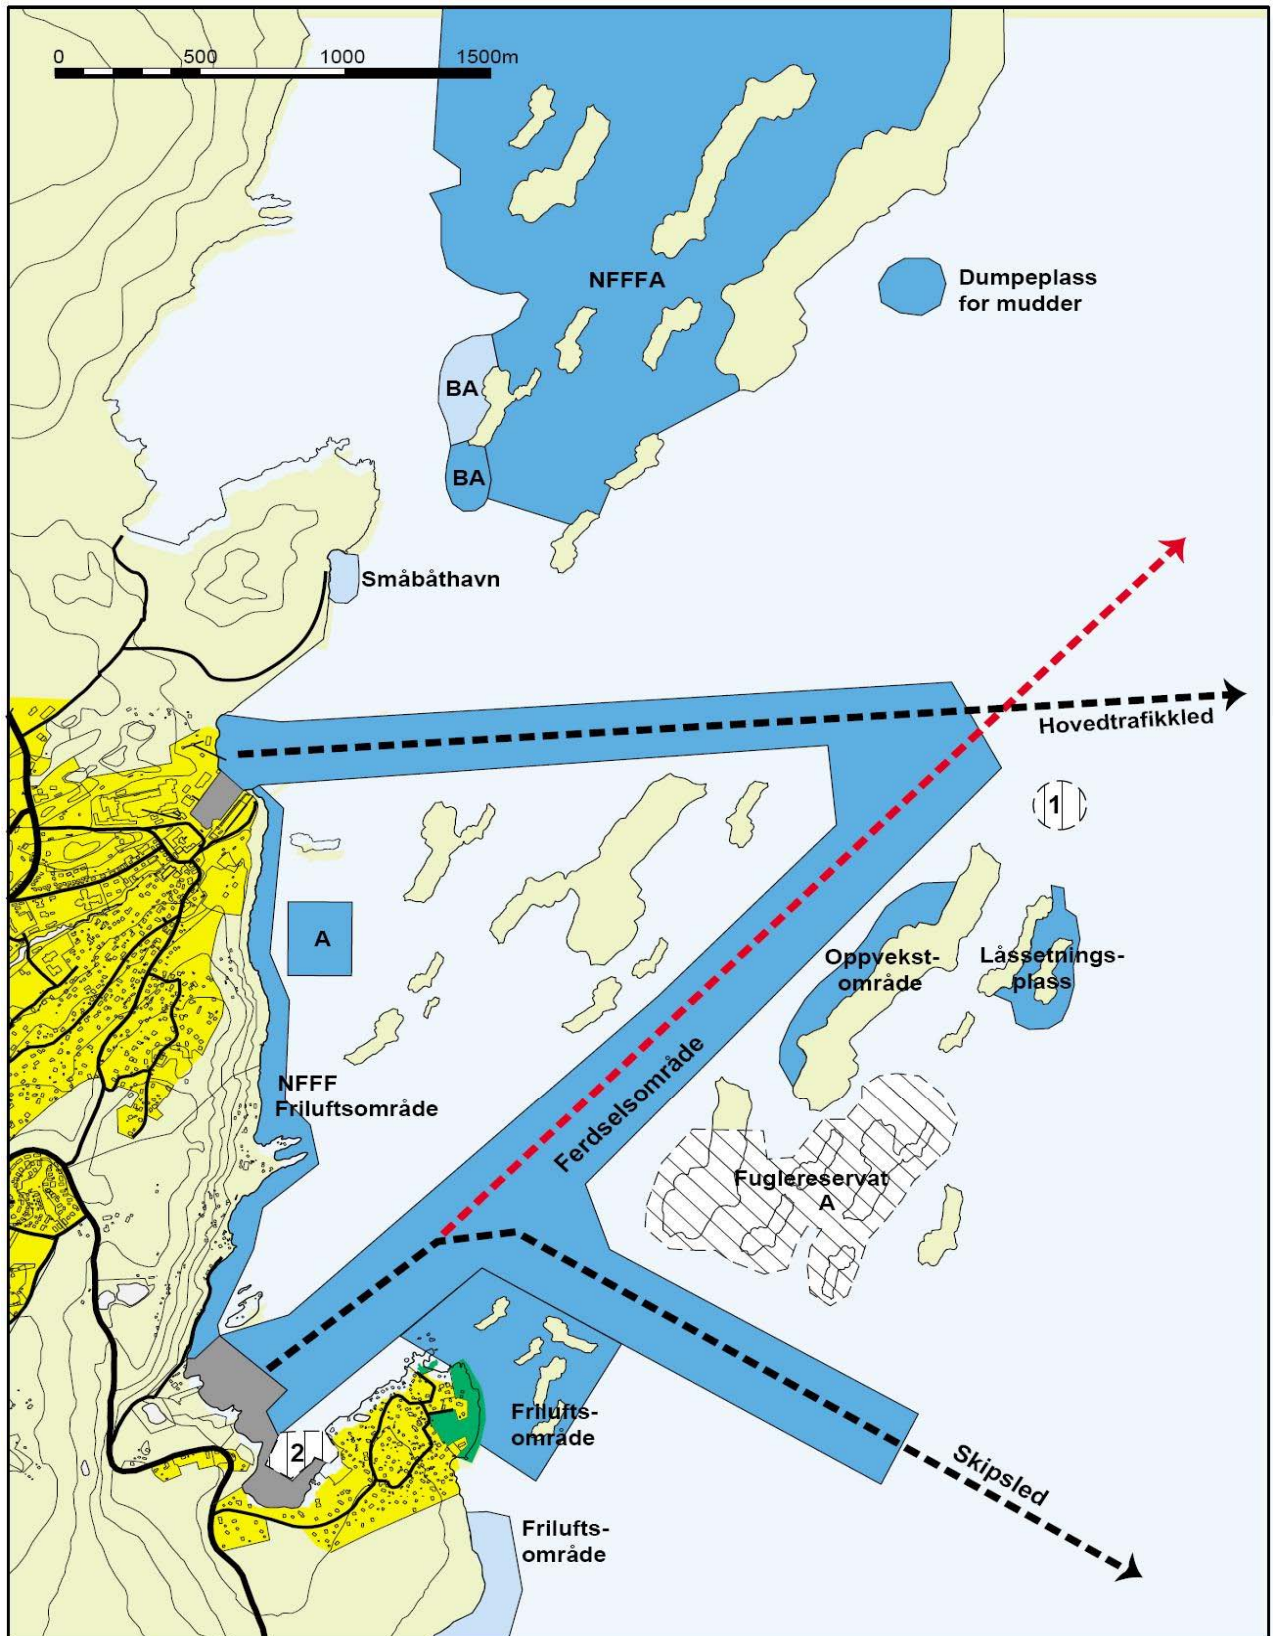 0 500 1000 1500m
NFFFA
Dumpeplass
for mudder
BA
BA
Småbåthavn
Hovedtrafikkled
1
A
Oppvekst-
område
Låssetnings-
plass
Ferdselsområde
NFFF
Friluftsområde
Fuglereservat
A
Frilufts-
område
2
Skipsled
Frilufts-
område